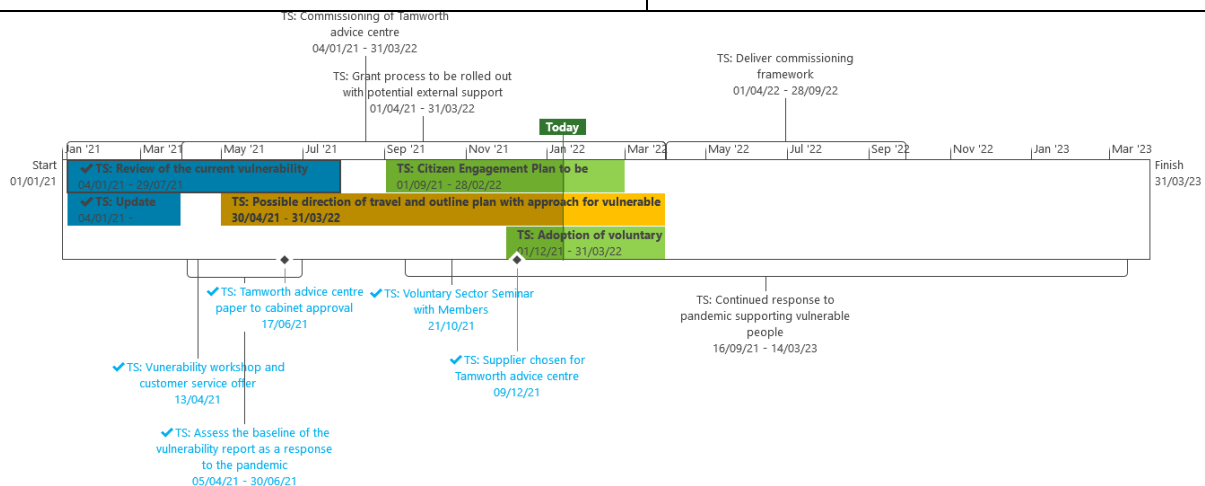 TS: Commissioning of Tamworth
advice centre
04/01/21 - 31/03/22
TS: Grant process to be rolled out
with potential external support
01/04/21 - 31/03/22
TS: Deliver commissioning
framework
01/04/22 - 28/09/22
Today
Jan '21 Mar '21 May '21 Jul '21 Sep '21 Nov '21 Jan '22 Mar '22 May '22 Jul '22 Sep '22 Nov '22 Jan '23 Mar '23
Start
01/01/21
Finish
31/03/23
✔TS: Review of the current vulnerability
04/01/21 - 29/07/21
TS: Citizen Engagement Plan to be
01/09/21 - 28/02/22
✔TS: Update
04/01/21 -
TS: Possible direction of travel and outline plan with approach for vulnerable
30/04/21 - 31/03/22
TS: Adoption of voluntary
01/12/21 - 31/03/22
✔TS: Tamworth advice centre
paper to cabinet approval
17/06/21
✔TS: Voluntary Sector Seminar
with Members
21/10/21
TS: Continued response to
pandemic supporting vulnerable
people
16/09/21 - 14/03/23
✔TS: Vunerability workshop and
customer service offer
13/04/21
✔TS: Supplier chosen for
Tamworth advice centre
09/12/21
✔TS: Assess the baseline of the
vulnerability report as a response
to the pandemic
05/04/21 - 30/06/21